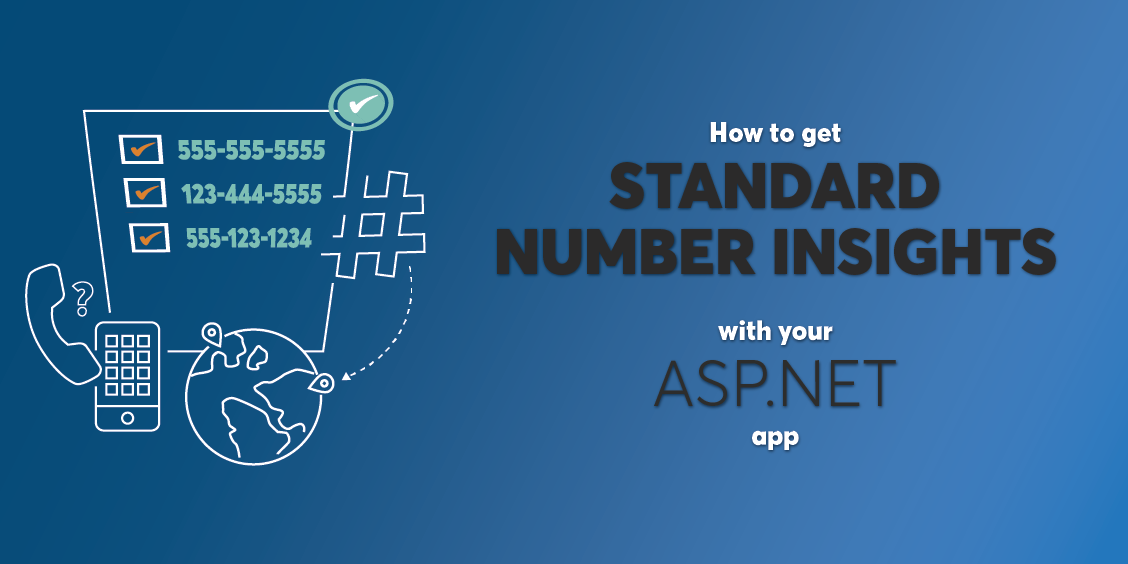 555-555-5555
123-444-5555
555-123-1234
#
?
How to get
STANDARD
NUMBER INSIGHTS
with your
ASP.NET
app